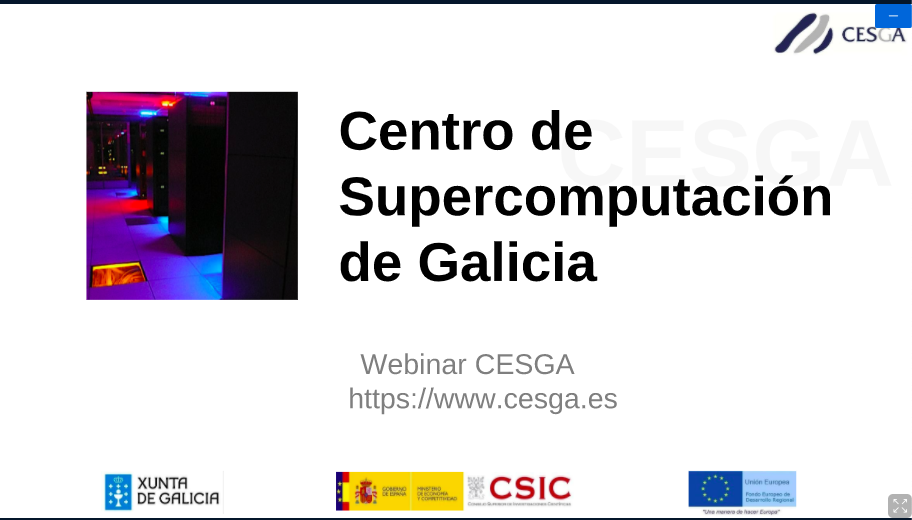 CESGA
CESGA
Centro de
Supercomputación
de Galicia
Webinar CESGA
https://www.cesga.es
XUNTA
DE GALICIA
GOBIERNO
DE ESPAÑA
MINISTERIO
DE ECONOMÍA
Y COMPETITIVIDAD
CSIC
CONSEJO SUPERIOR DE INVESTIGACIONES CIENTÍFICAS
Unión Europea
Fondo Europeo de
Desarrollo Regional
"Una manera de hacer Europa"